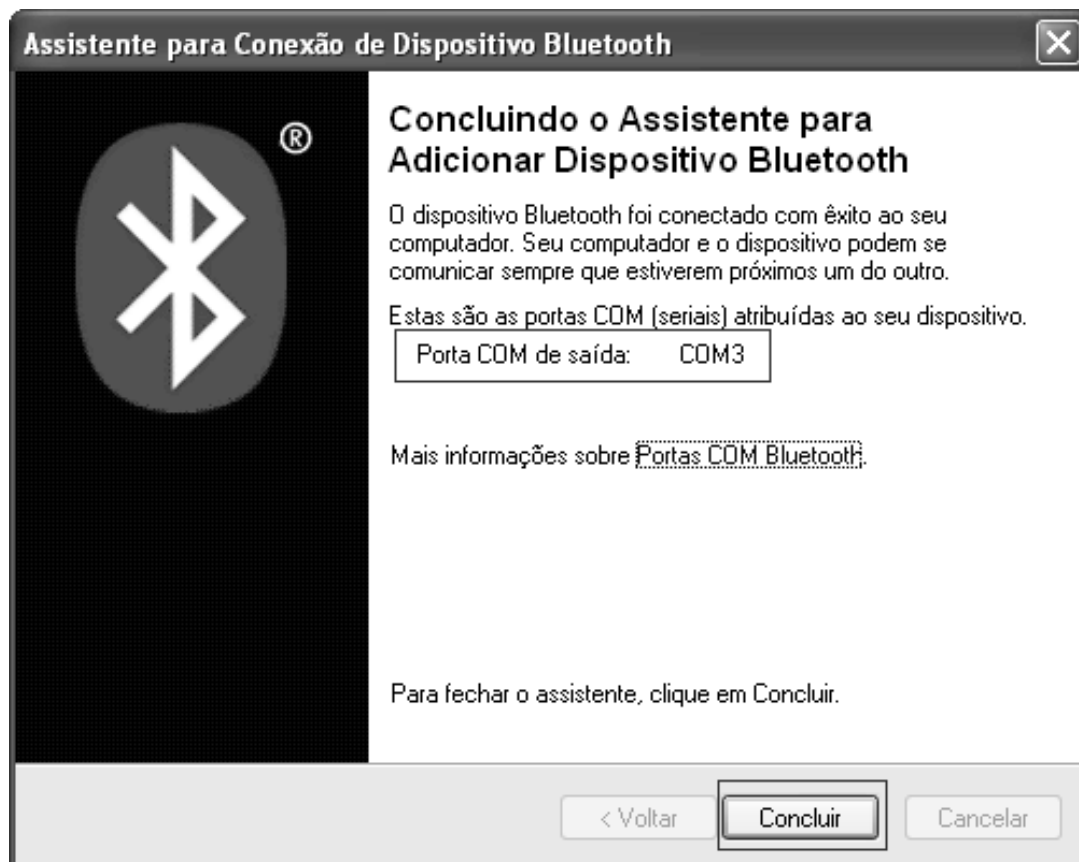 Assistente para Conexão de Dispositivo Bluetooth
®
Concluindo o Assistente para
Adicionar Dispositivo Bluetooth
O dispositivo Bluetooth foi conectado com êxito ao seu
computador. Seu computador e o dispositivo podem se
comunicar sempre que estiverem próximos um do outro.
Estas são as portas COM (seriais) atribuídas ao seu dispositivo.
Porta COM de saída: COM3
Mais informações sobre Portas COM Bluetooth.
Para fechar o assistente, clique em Concluir.
< Voltar Concluir Cancelar